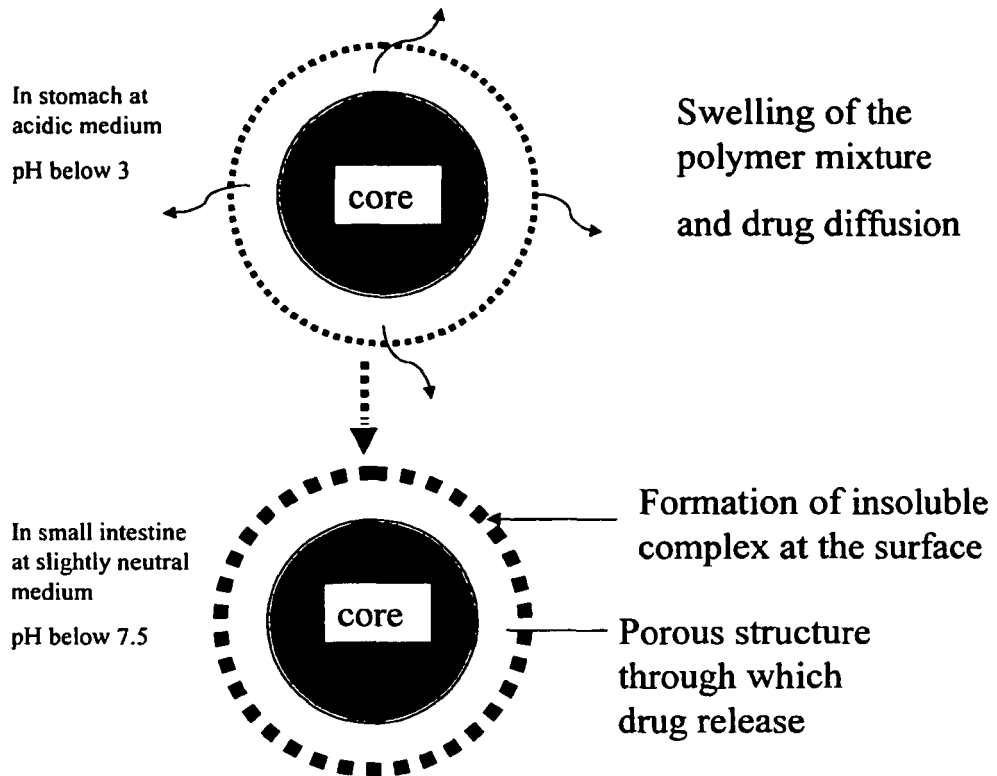 In stomach at
acidic medium
pH below 3
core
Swelling of the
polymer mixture
and drug diffusion
In small intestine
at slightly neutral
medium
pH below 7.5
core
Formation of insoluble
complex at the surface
Porous structure
through which
drug release